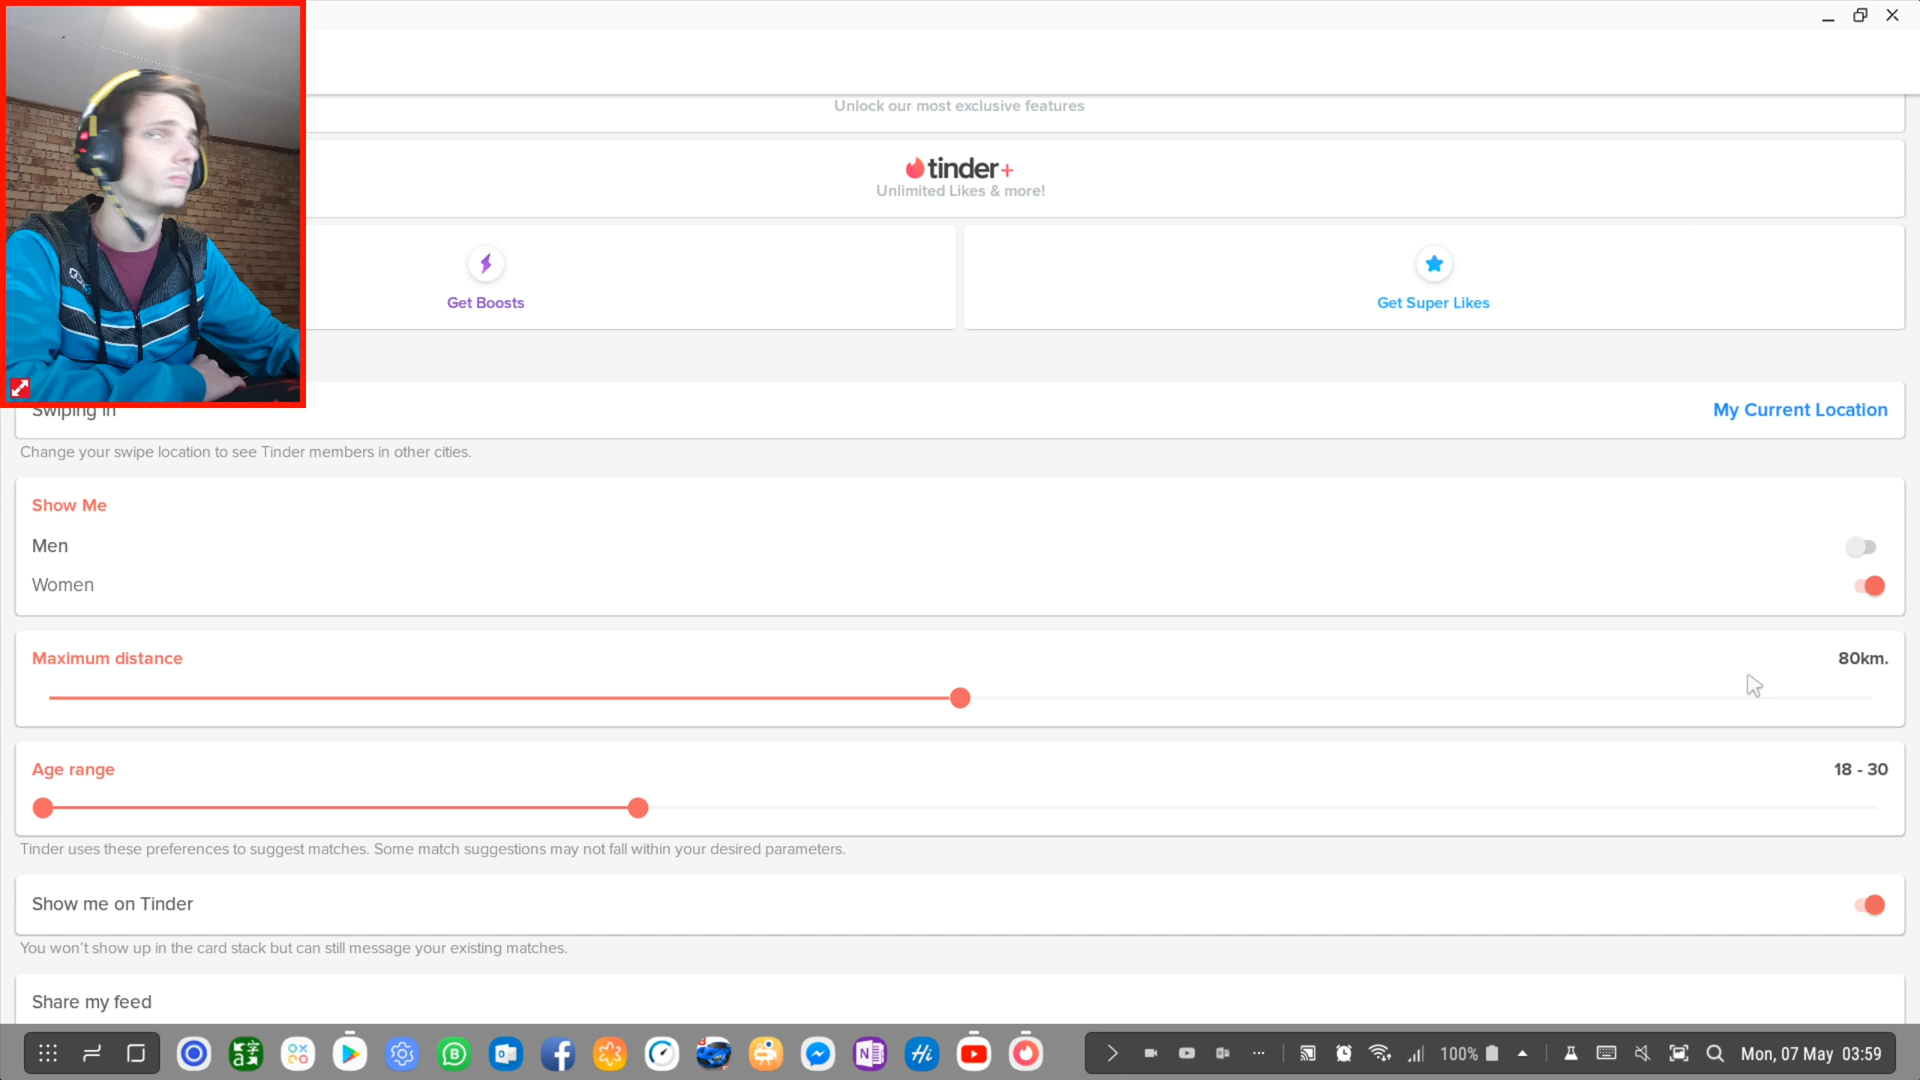 Unlock our most exclusive features
tinder+
Unlimited Likes & more!
Get Boosts
Get Super Likes
Swiping in
My Current Location
Change your swipe location to see Tinder members in other cities.
Show Me
Men
Women
Maximum distance
80km.
Age range
18 - 30
Tinder uses these preferences to suggest matches. Some match suggestions may not fall within your desired parameters.
Show me on Tinder
You won't show up in the card stack but can still message your existing matches.
Share my feed
Hi
100%
Mon, 07 May 03:59